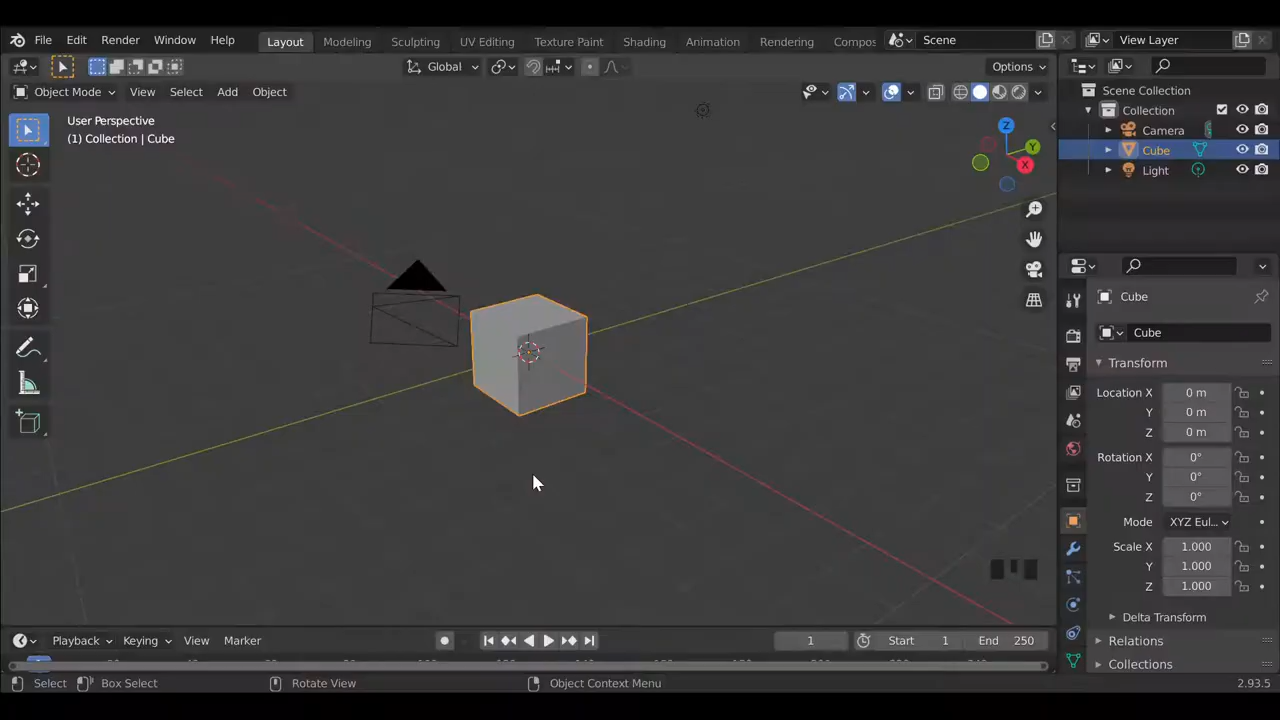 File Edit Render Window Help Layout Modeling Sculpting UV Editing Texture Paint Shading Animation Rendering Compos Scene View Layer
Global Options
Object Mode View Select Add Object
User Perspective
(1) Collection | Cube
Z
Y
X
Scene Collection
Collection
Camera
Cube
Light
Cube
Cube
Transform
Location X 0 m
Y 0 m
Z 0 m
Rotation X 0°
Y 0°
Z 0°
Mode XYZ Eul...
Scale X 1.000
Y 1.000
Z 1.000
Delta Transform
Relations
Collections
Playback Keying View Marker 1 Start 1 End 250
Select Box Select Rotate View Object Context Menu 2.93.5